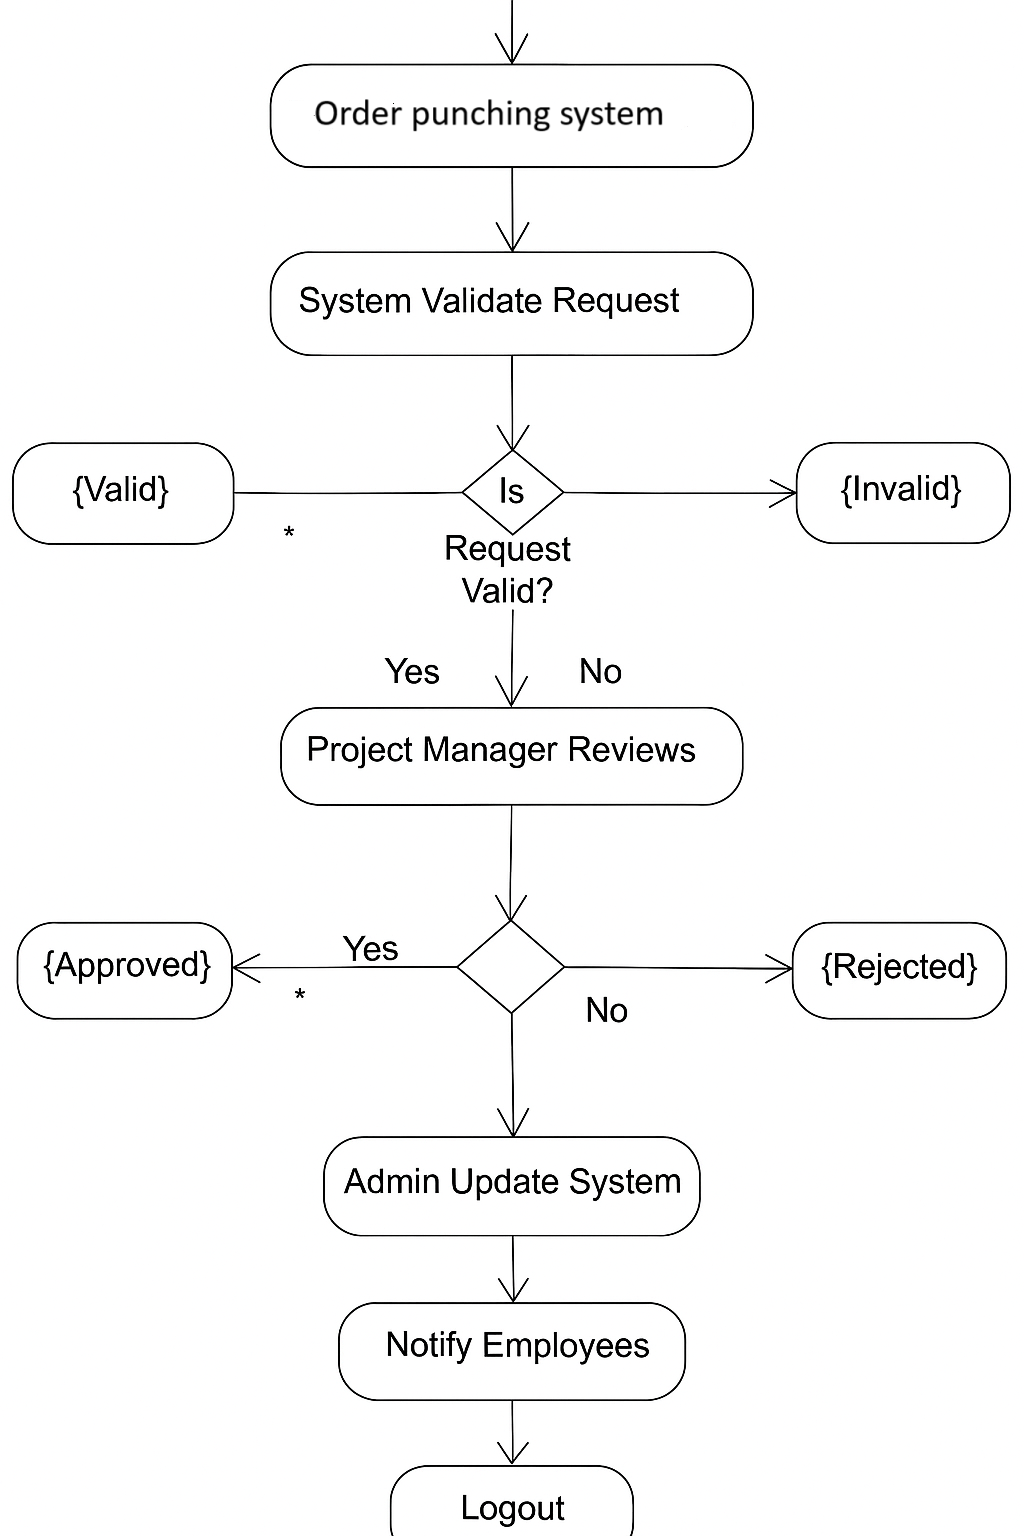 Order punching system
System Validate Request
{Valid}
Is
{Invalid}
*
Request
Valid?
Yes
No
Project Manager Reviews
{Approved}
Yes
{Rejected}
*
No
Admin Update System
Notify Employees
Logout